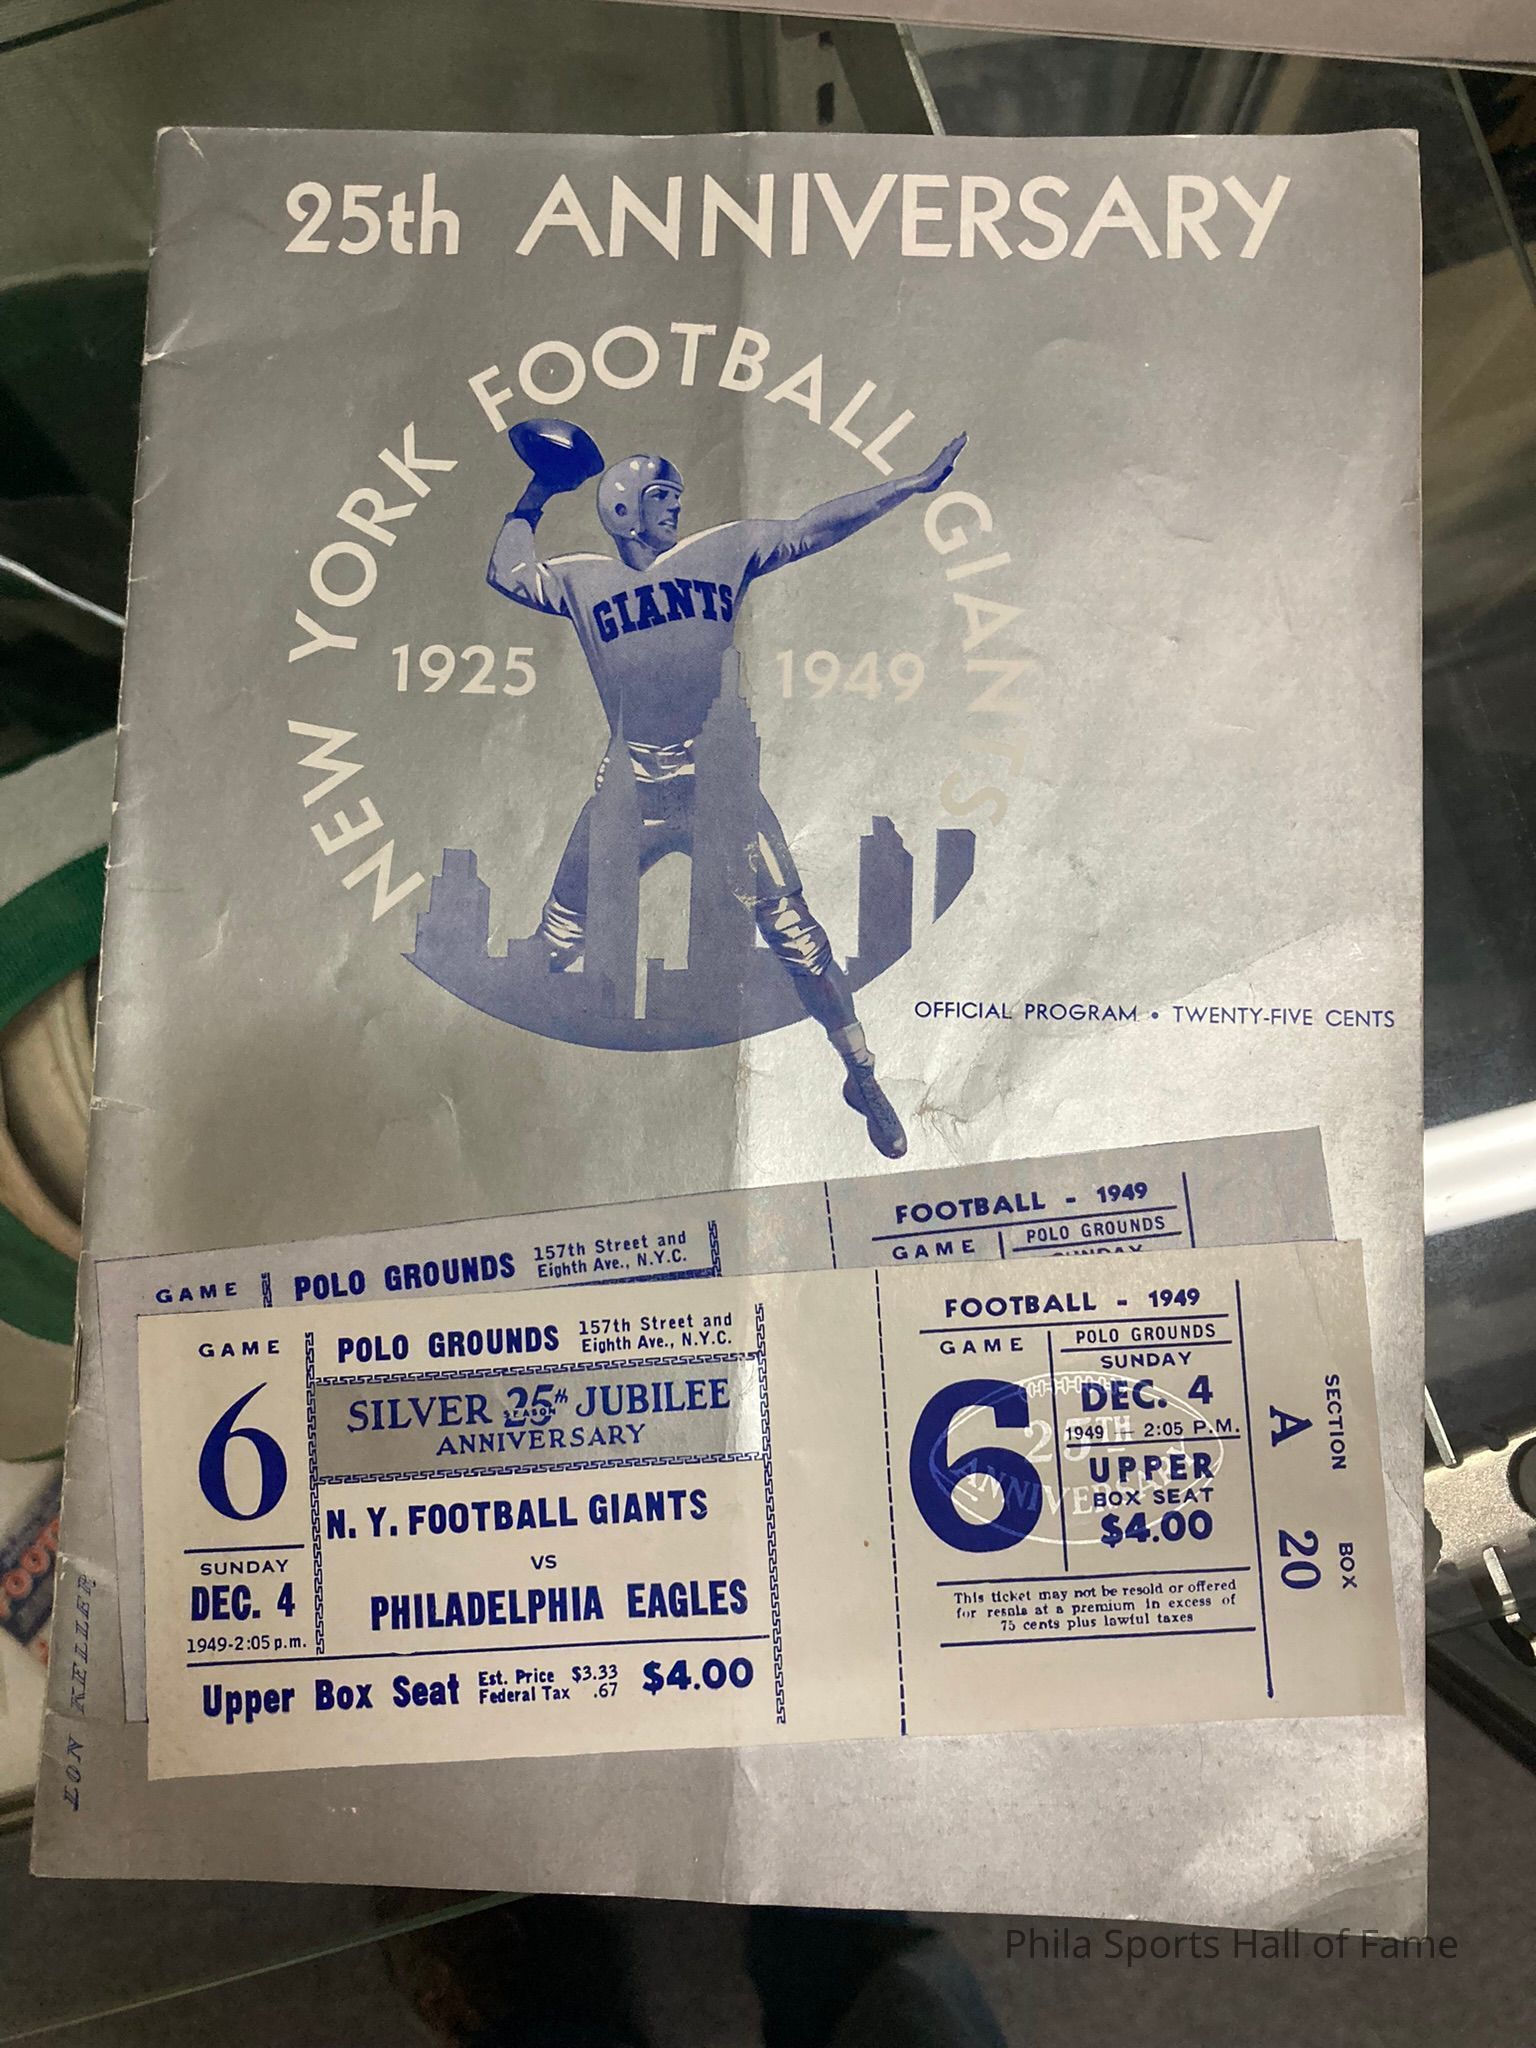 25th ANNIVERSARY
NEW YORK FOOTBALL GIANTS
GIANTS
1925 1949
OFFICIAL PROGRAM • TWENTY-FIVE CENTS
GAME
POLO GROUNDS
157th Street and
Eighth Ave., N.Y.C.
FOOTBALL - 1949
GAME
POLO GROUNDS
SUNDAY
GAME
6
SUNDAY
DEC. 4
1949-2:05 p.m.
POLO GROUNDS
157th Street and
Eighth Ave., N.Y.C.
SILVER 25th JUBILEE
SEASON
ANNIVERSARY
N. Y. FOOTBALL GIANTS
VS
PHILADELPHIA EAGLES
Upper Box Seat
Est. Price $3.33
Federal Tax .67
$4.00
FOOTBALL - 1949
GAME
6
POLO GROUNDS
SUNDAY
DEC. 4
1949 — 2:05 P.M.
25TH
ANNIVERSARY
UPPER
BOX SEAT
$4.00
This ticket may not be resold or offered
for resale at a premium in excess of
75 cents plus lawful taxes
SECTION
A
BOX
20
LON KELLER
Phila Sports Hall of Fame